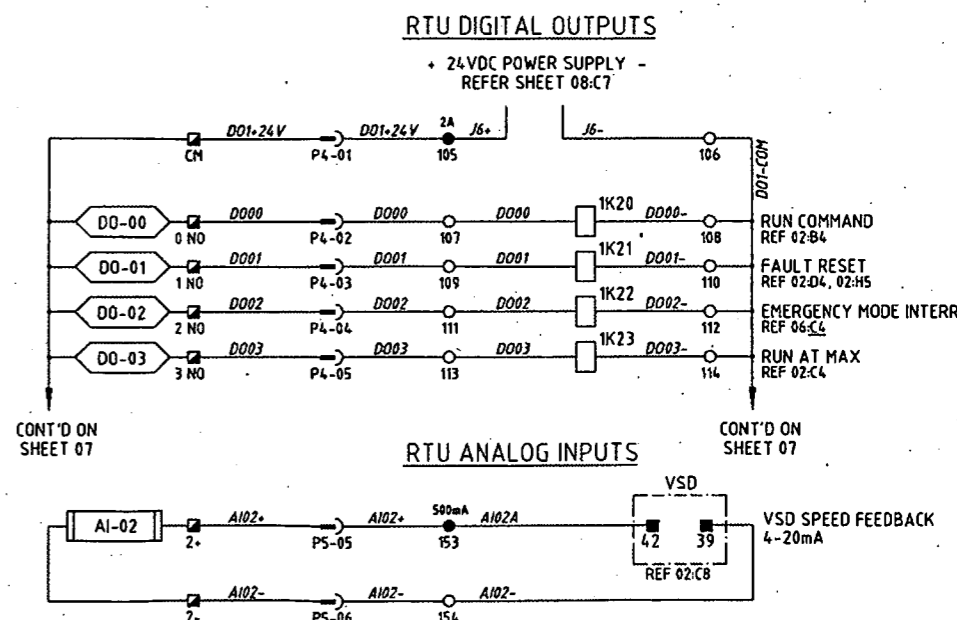 RTU DIGITAL OUTPUTS
+ 24VDC POWER SUPPLY -
REFER SHEET 08:C7
DO1+24V DO1+24V 2A J6+ J6-
CM P4-01 105 106
DO1-COM
DO-00 DO00 DO00 DO00 1K20 DO00- RUN COMMAND
0 NO P4-02 107 108 REF 02:B4
DO-01 DO01 DO01 DO01 1K21 DO01- FAULT RESET
1 NO P4-03 109 110 REF 02:D4, 02:H5
DO-02 DO02 DO02 DO02 1K22 DO02- EMERGENCY MODE INTERR
2 NO P4-04 111 112 REF 06:C4
DO-03 DO03 DO03 DO03 1K23 DO03- RUN AT MAX
3 NO P4-05 113 114 REF 02:C4
CONT'D ON
SHEET 07
CONT'D ON
SHEET 07
RTU ANALOG INPUTS
VSD
AI-02 AI02+ AI02+ 500mA AI02A VSD SPEED FEEDBACK
2+ P5-05 153 42 39 4-20mA
REF 02:C8
AI02- AI02- AI02-
2- P5-06 154